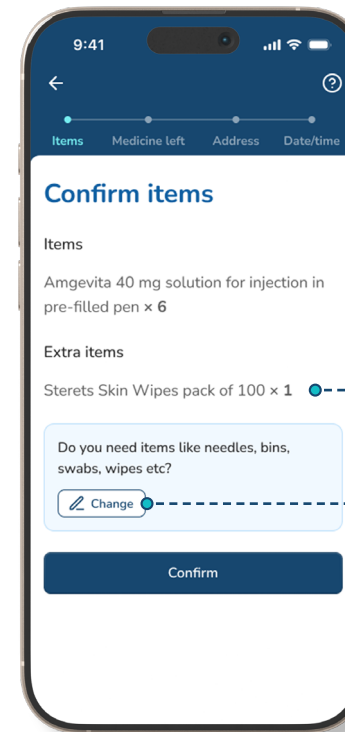 9:41
Items Medicine left Address Date/time
Confirm items
Items
Amgevita 40 mg solution for injection in
pre-filled pen × 6
Extra items
Sterets Skin Wipes pack of 100 × 1
Do you need items like needles, bins,
swabs, wipes etc?
Change
Confirm